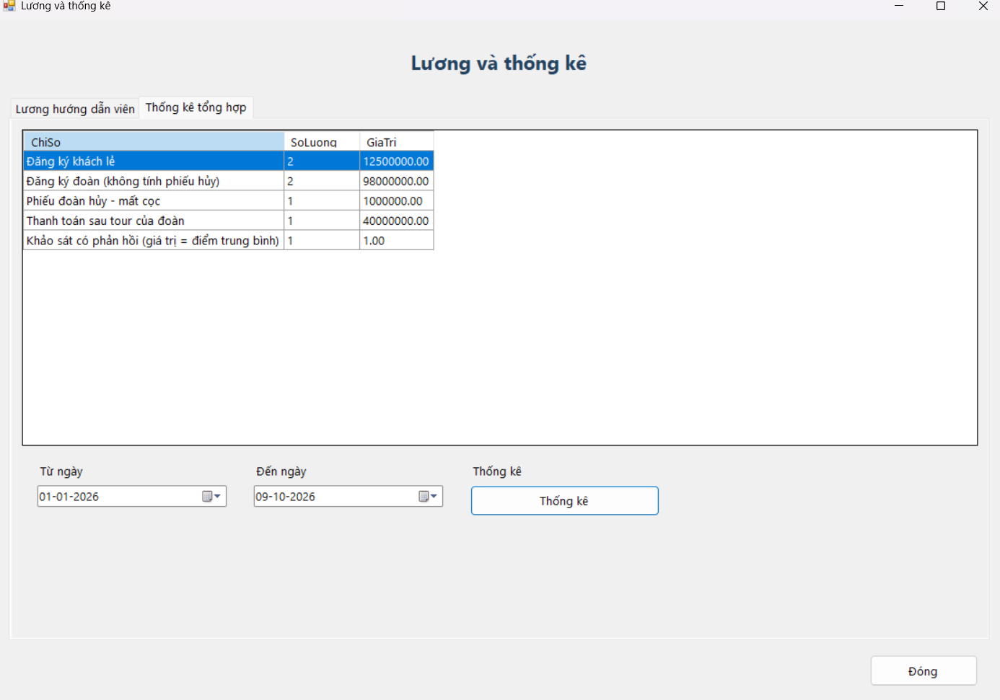 Lương và thống kê
Lương và thống kê
Lương hướng dẫn viên Thống kê tổng hợp
ChiSo SoLuong GiaTri
Đăng ký khách lẻ 2 12500000.00
Đăng ký đoàn (không tính phiếu hủy) 2 98000000.00
Phiếu đoàn hủy - mất cọc 1 1000000.00
Thanh toán sau tour của đoàn 1 40000000.00
Khảo sát có phản hồi (giá trị = điểm trung bình) 1 1.00
Từ ngày Đến ngày Thống kê
01-01-2026 09-10-2026 Thống kê
Đóng